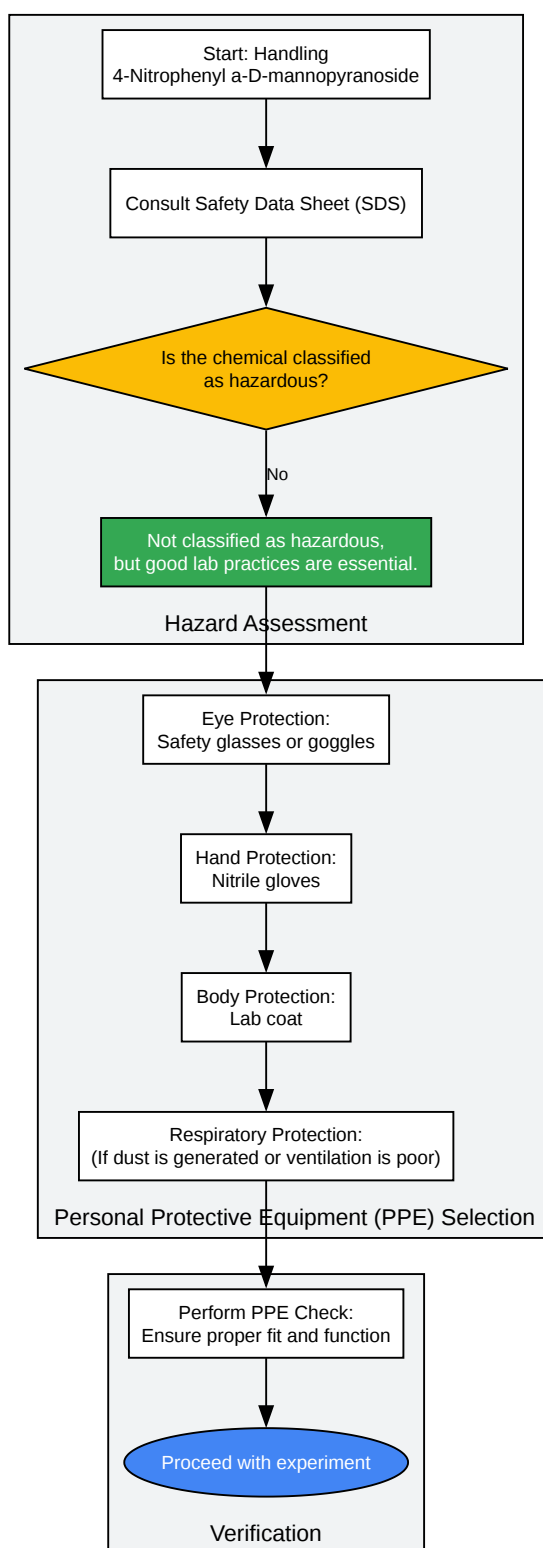 Start: Handling
4-Nitrophenyl a-D-mannopyranoside
Consult Safety Data Sheet (SDS)
Is the chemical classified
as hazardous?
No
Not classified as hazardous,
but good lab practices are essential.
Hazard Assessment
Eye Protection:
Safety glasses or goggles
Hand Protection:
Nitrile gloves
Body Protection:
Lab coat
Respiratory Protection:
(If dust is generated or ventilation is poor)
Personal Protective Equipment (PPE) Selection
Perform PPE Check:
Ensure proper fit and function
Proceed with experiment
Verification